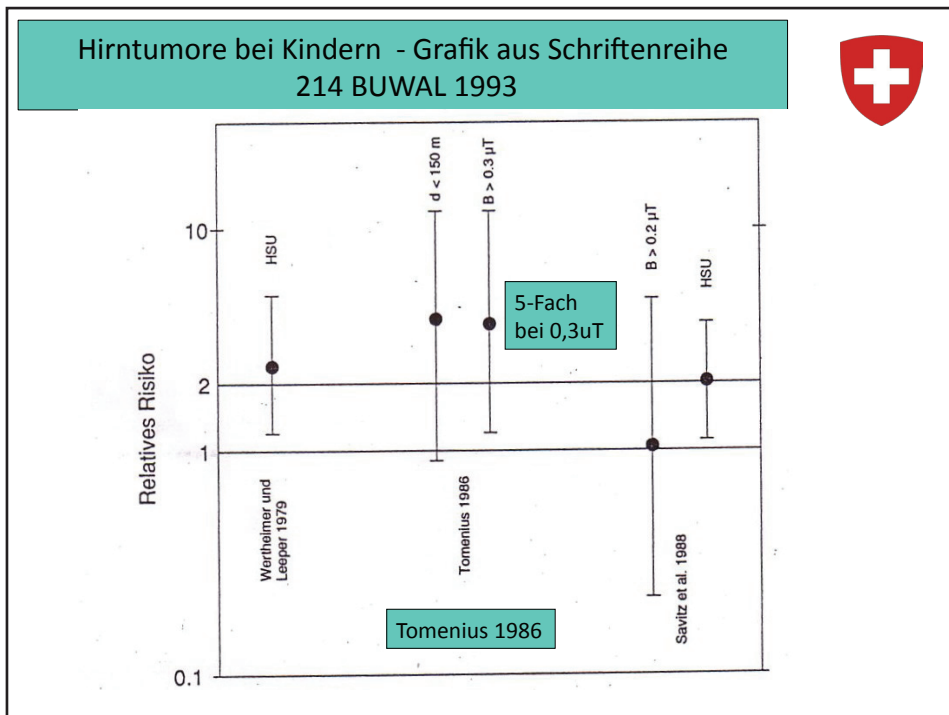 Hirntumore bei Kindern - Grafik aus Schriftenreihe
214 BUWAL 1993
10
2
1
0.1
Relatives Risiko
HSU
d < 150 m
B > 0.3 µT
B > 0.2 µT
HSU
5-Fach
bei 0,3uT
Wertheimer und
Leeper 1979
Tomenius 1986
Savitz et al. 1988
Tomenius 1986